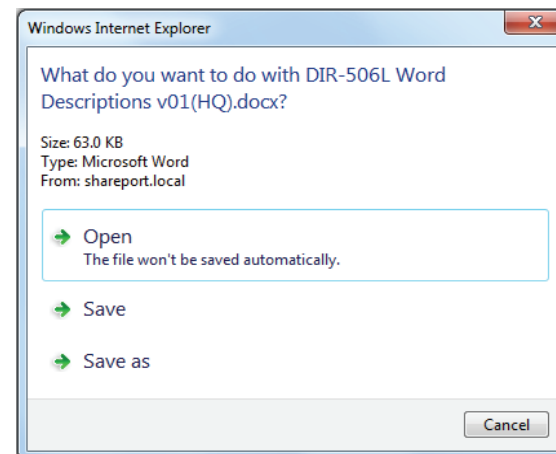 Windows Internet Explorer
What do you want to do with DIR-506L Word
Descriptions v01(HQ).docx?
Size: 63.0 KB
Type: Microsoft Word
From: shareport.local
Open
The file won't be saved automatically.
Save
Save as
Cancel